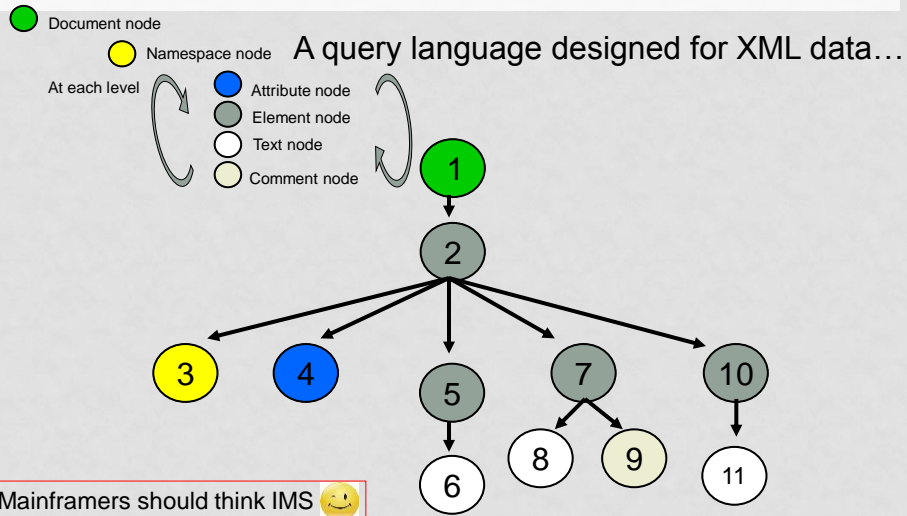 Document node
Namespace node
A query language designed for XML data…
At each level
Attribute node
Element node
Text node
Comment node
1
2
3
4
5
7
10
6
8
9
11
Mainframers should think IMS